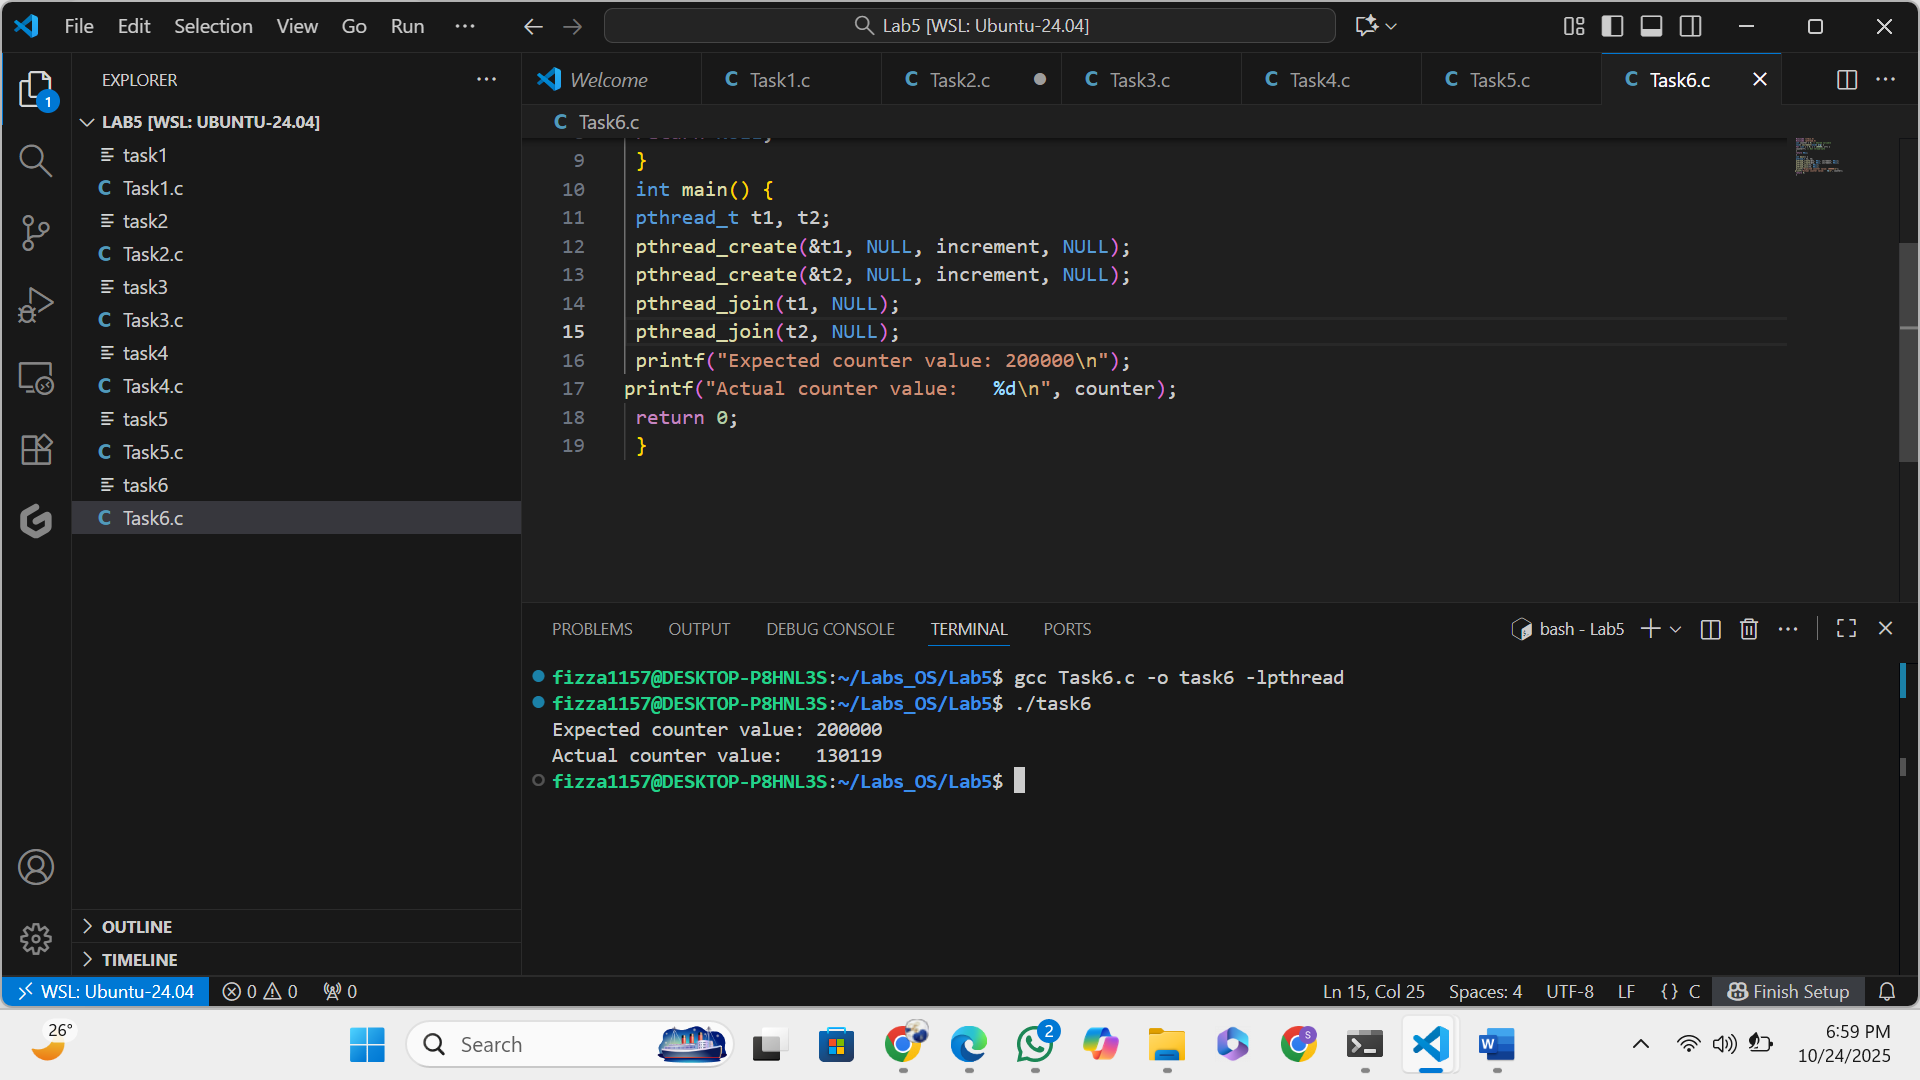 File Edit Selection View Go Run ··· Lab5 [WSL: Ubuntu-24.04]
EXPLORER ···
LAB5 [WSL: UBUNTU-24.04]
task1
C Task1.c
task2
C Task2.c
task3
C Task3.c
task4
C Task4.c
task5
C Task5.c
task6
C Task6.c
OUTLINE
TIMELINE
1
Welcome C Task1.c C Task2.c C Task3.c C Task4.c C Task5.c C Task6.c
C Task6.c
9 }
10 int main() {
11 pthread_t t1, t2;
12 pthread_create(&t1, NULL, increment, NULL);
13 pthread_create(&t2, NULL, increment, NULL);
14 pthread_join(t1, NULL);
15 pthread_join(t2, NULL);
16 printf("Expected counter value: 200000\n");
17 printf("Actual counter value:   %d\n", counter);
18 return 0;
19 }
PROBLEMS OUTPUT DEBUG CONSOLE TERMINAL PORTS bash - Lab5
fizza1157@DESKTOP-P8HNL3S:~/Labs_OS/Lab5$ gcc Task6.c -o task6 -lpthread
fizza1157@DESKTOP-P8HNL3S:~/Labs_OS/Lab5$ ./task6
Expected counter value: 200000
Actual counter value:   130119
fizza1157@DESKTOP-P8HNL3S:~/Labs_OS/Lab5$
WSL: Ubuntu-24.04 0 0 0 Ln 15, Col 25 Spaces: 4 UTF-8 LF {} C Finish Setup
26° Search 2 S W 6:59 PM
10/24/2025